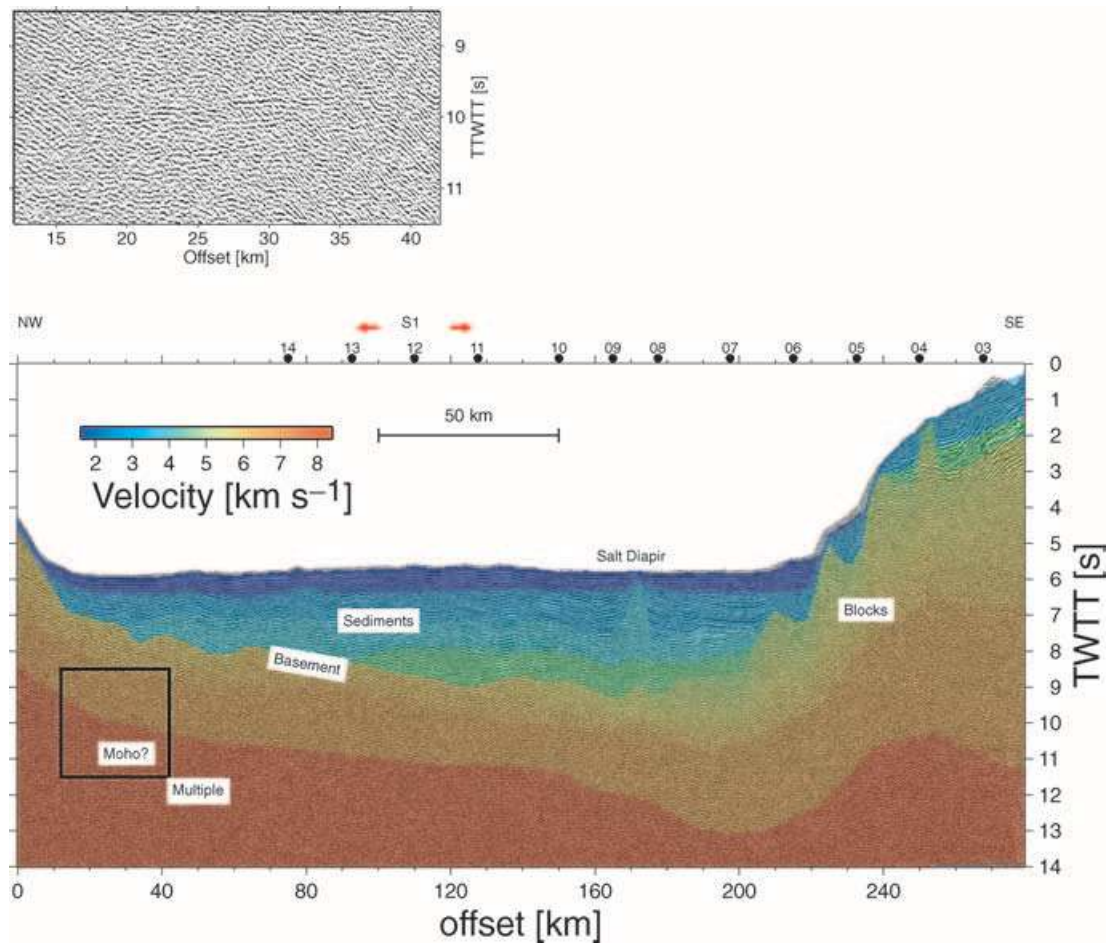 9
10
11
TTWTT [s]
15 20 25 30 35 40
Offset [km]
NW S1 SE
14 13 12 11 10 09 08 07 06 05 04 03
0
1
2
3
4
5
6
7
8
9
10
11
12
13
14
TWTT [s]
50 km
2 3 4 5 6 7 8
Velocity [km s–1]
Salt Diapir
Sediments
Blocks
Basement
Moho?
Multiple
0 40 80 120 160 200 240
offset [km]